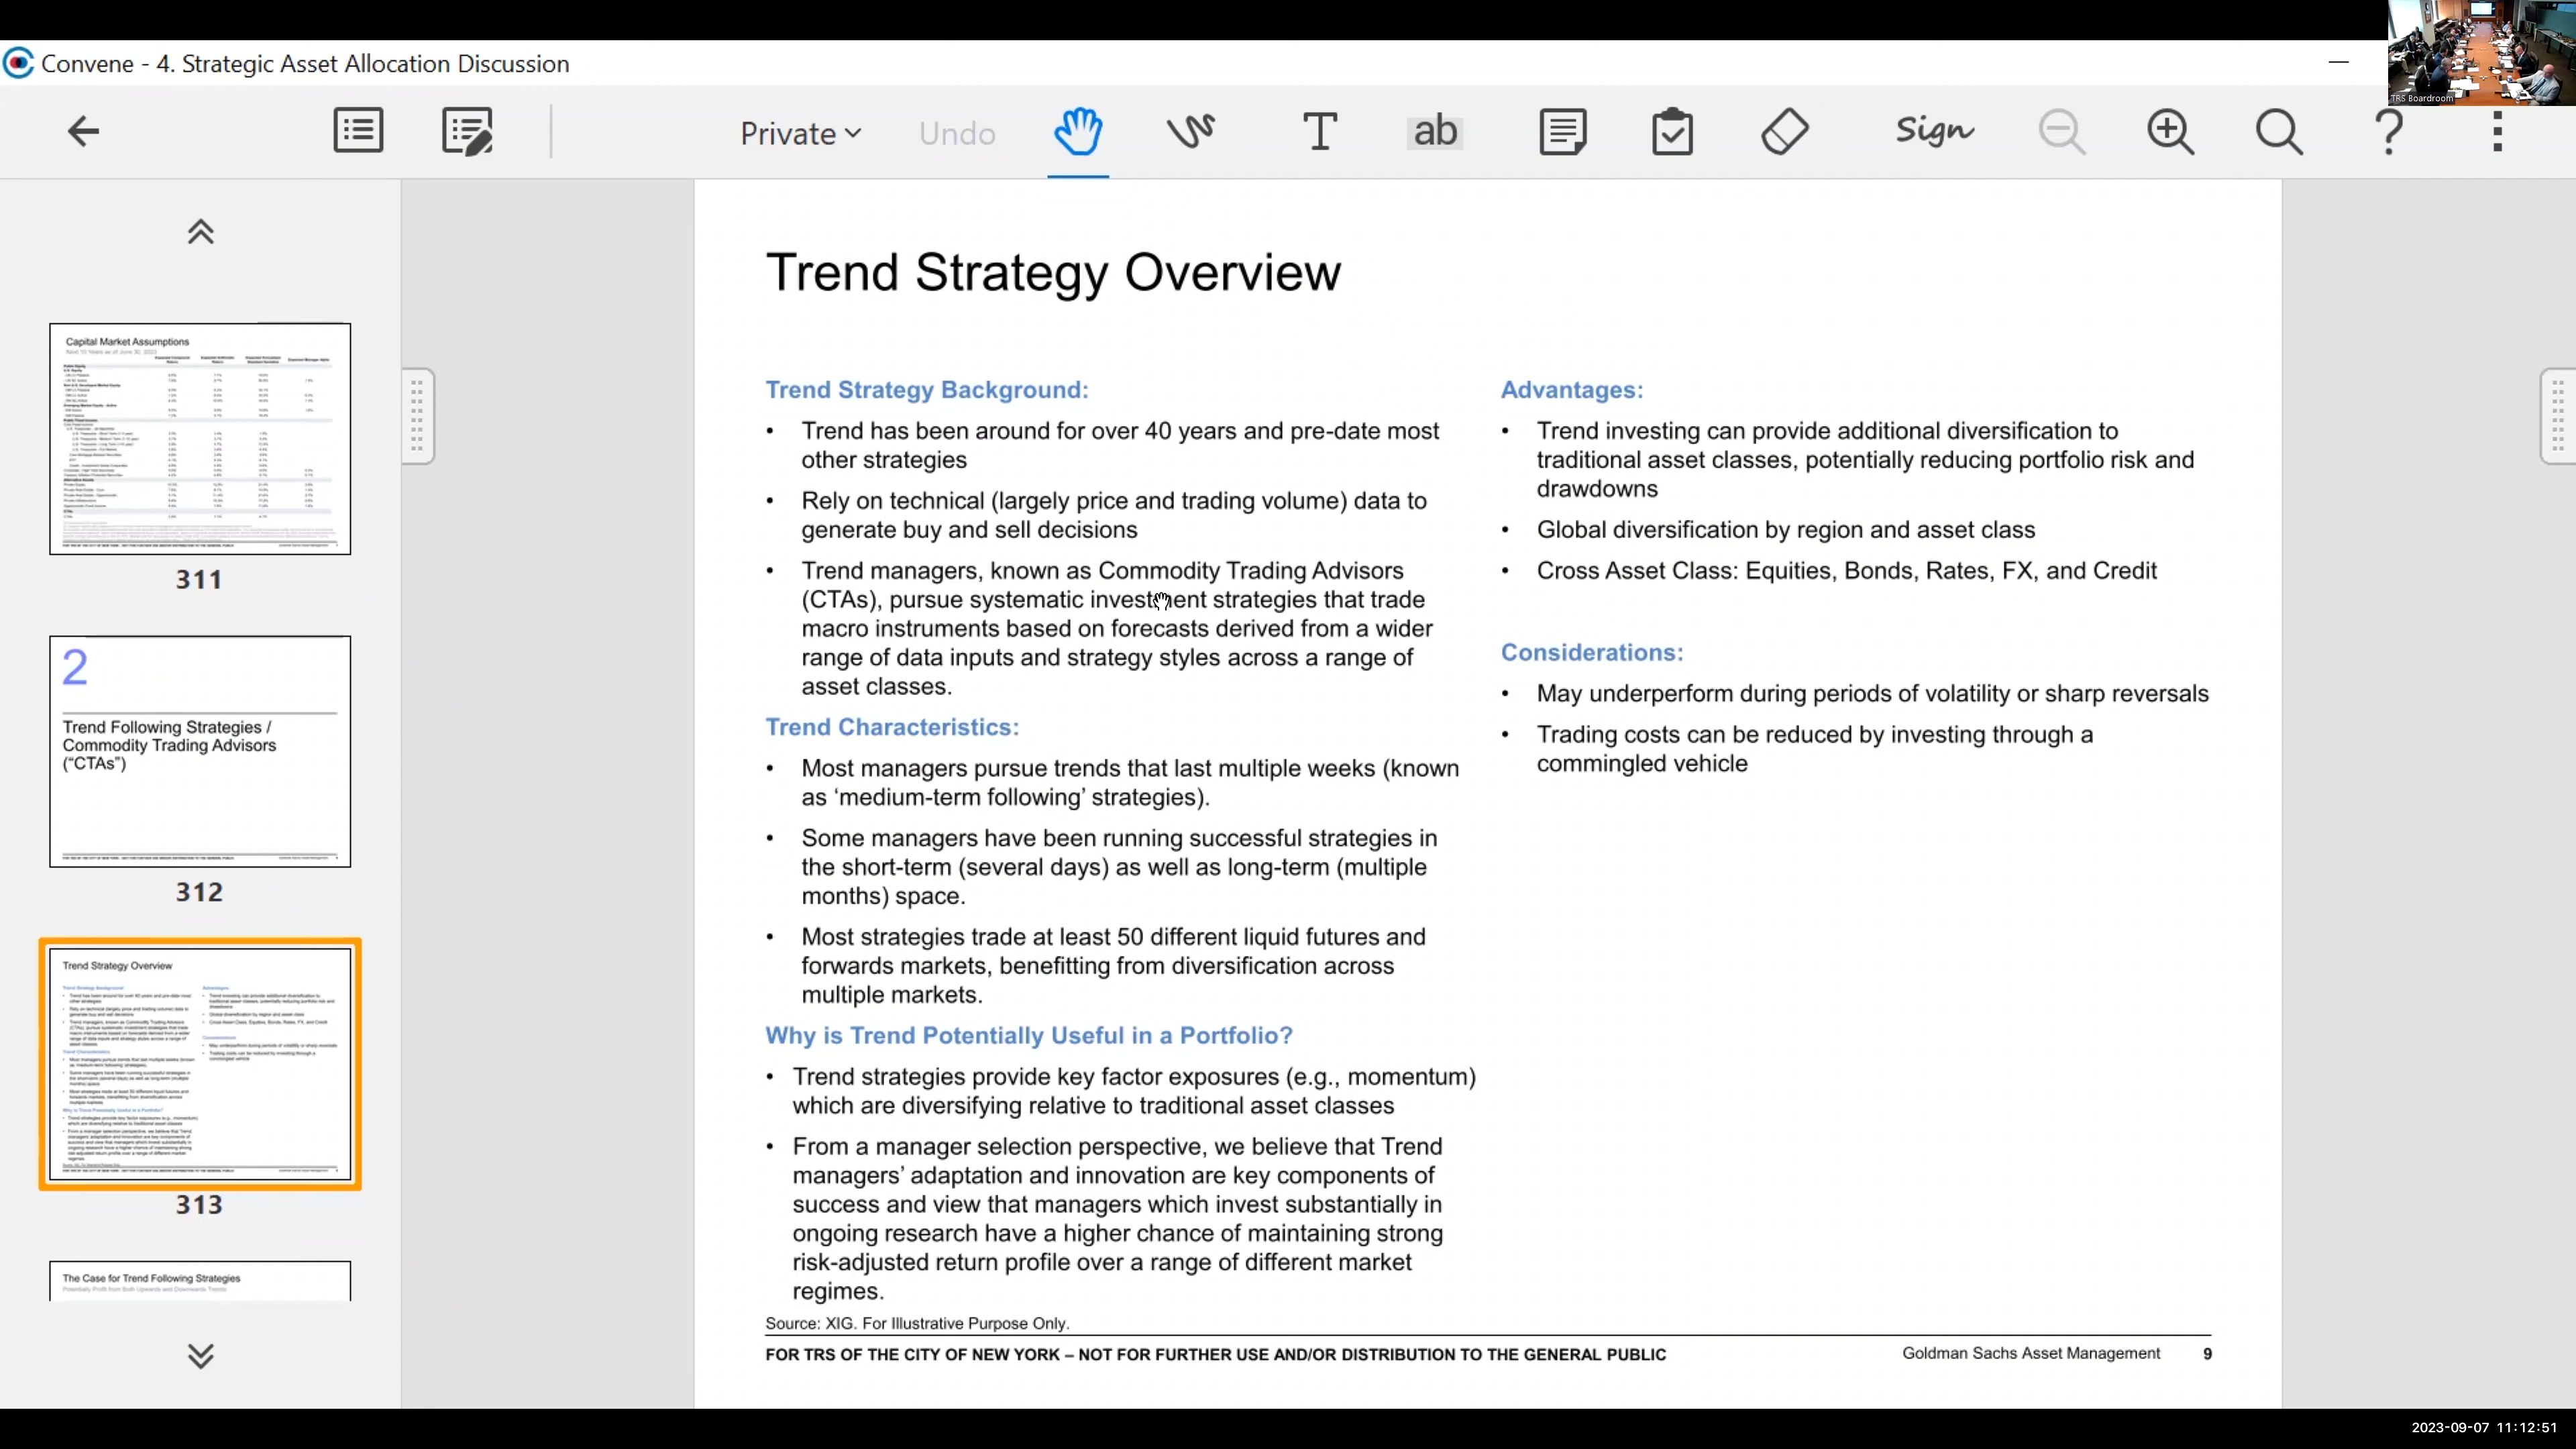 TRS Boardroom
Convene - 4. Strategic Asset Allocation Discussion
Private
Undo
T
ab
Sign
?
Capital Market Assumptions
311
2
Trend Following Strategies /
Commodity Trading Advisors
(“CTAs”)
312
Trend Strategy Overview
313
The Case for Trend Following Strategies
Potentially Profit from Both Upwards and Downwards Trends
Trend Strategy Overview
Trend Strategy Background:
• Trend has been around for over 40 years and pre-date most
other strategies
• Rely on technical (largely price and trading volume) data to
generate buy and sell decisions
• Trend managers, known as Commodity Trading Advisors
(CTAs), pursue systematic investment strategies that trade
macro instruments based on forecasts derived from a wider
range of data inputs and strategy styles across a range of
asset classes.
Trend Characteristics:
• Most managers pursue trends that last multiple weeks (known
as ‘medium-term following’ strategies).
• Some managers have been running successful strategies in
the short-term (several days) as well as long-term (multiple
months) space.
• Most strategies trade at least 50 different liquid futures and
forwards markets, benefitting from diversification across
multiple markets.
Why is Trend Potentially Useful in a Portfolio?
• Trend strategies provide key factor exposures (e.g., momentum)
which are diversifying relative to traditional asset classes
• From a manager selection perspective, we believe that Trend
managers’ adaptation and innovation are key components of
success and view that managers which invest substantially in
ongoing research have a higher chance of maintaining strong
risk-adjusted return profile over a range of different market
regimes.
Advantages:
• Trend investing can provide additional diversification to
traditional asset classes, potentially reducing portfolio risk and
drawdowns
• Global diversification by region and asset class
• Cross Asset Class: Equities, Bonds, Rates, FX, and Credit
Considerations:
• May underperform during periods of volatility or sharp reversals
• Trading costs can be reduced by investing through a
commingled vehicle
Source: XIG. For Illustrative Purpose Only.
FOR TRS OF THE CITY OF NEW YORK – NOT FOR FURTHER USE AND/OR DISTRIBUTION TO THE GENERAL PUBLIC
Goldman Sachs Asset Management 9
2023-09-07 11:12:51